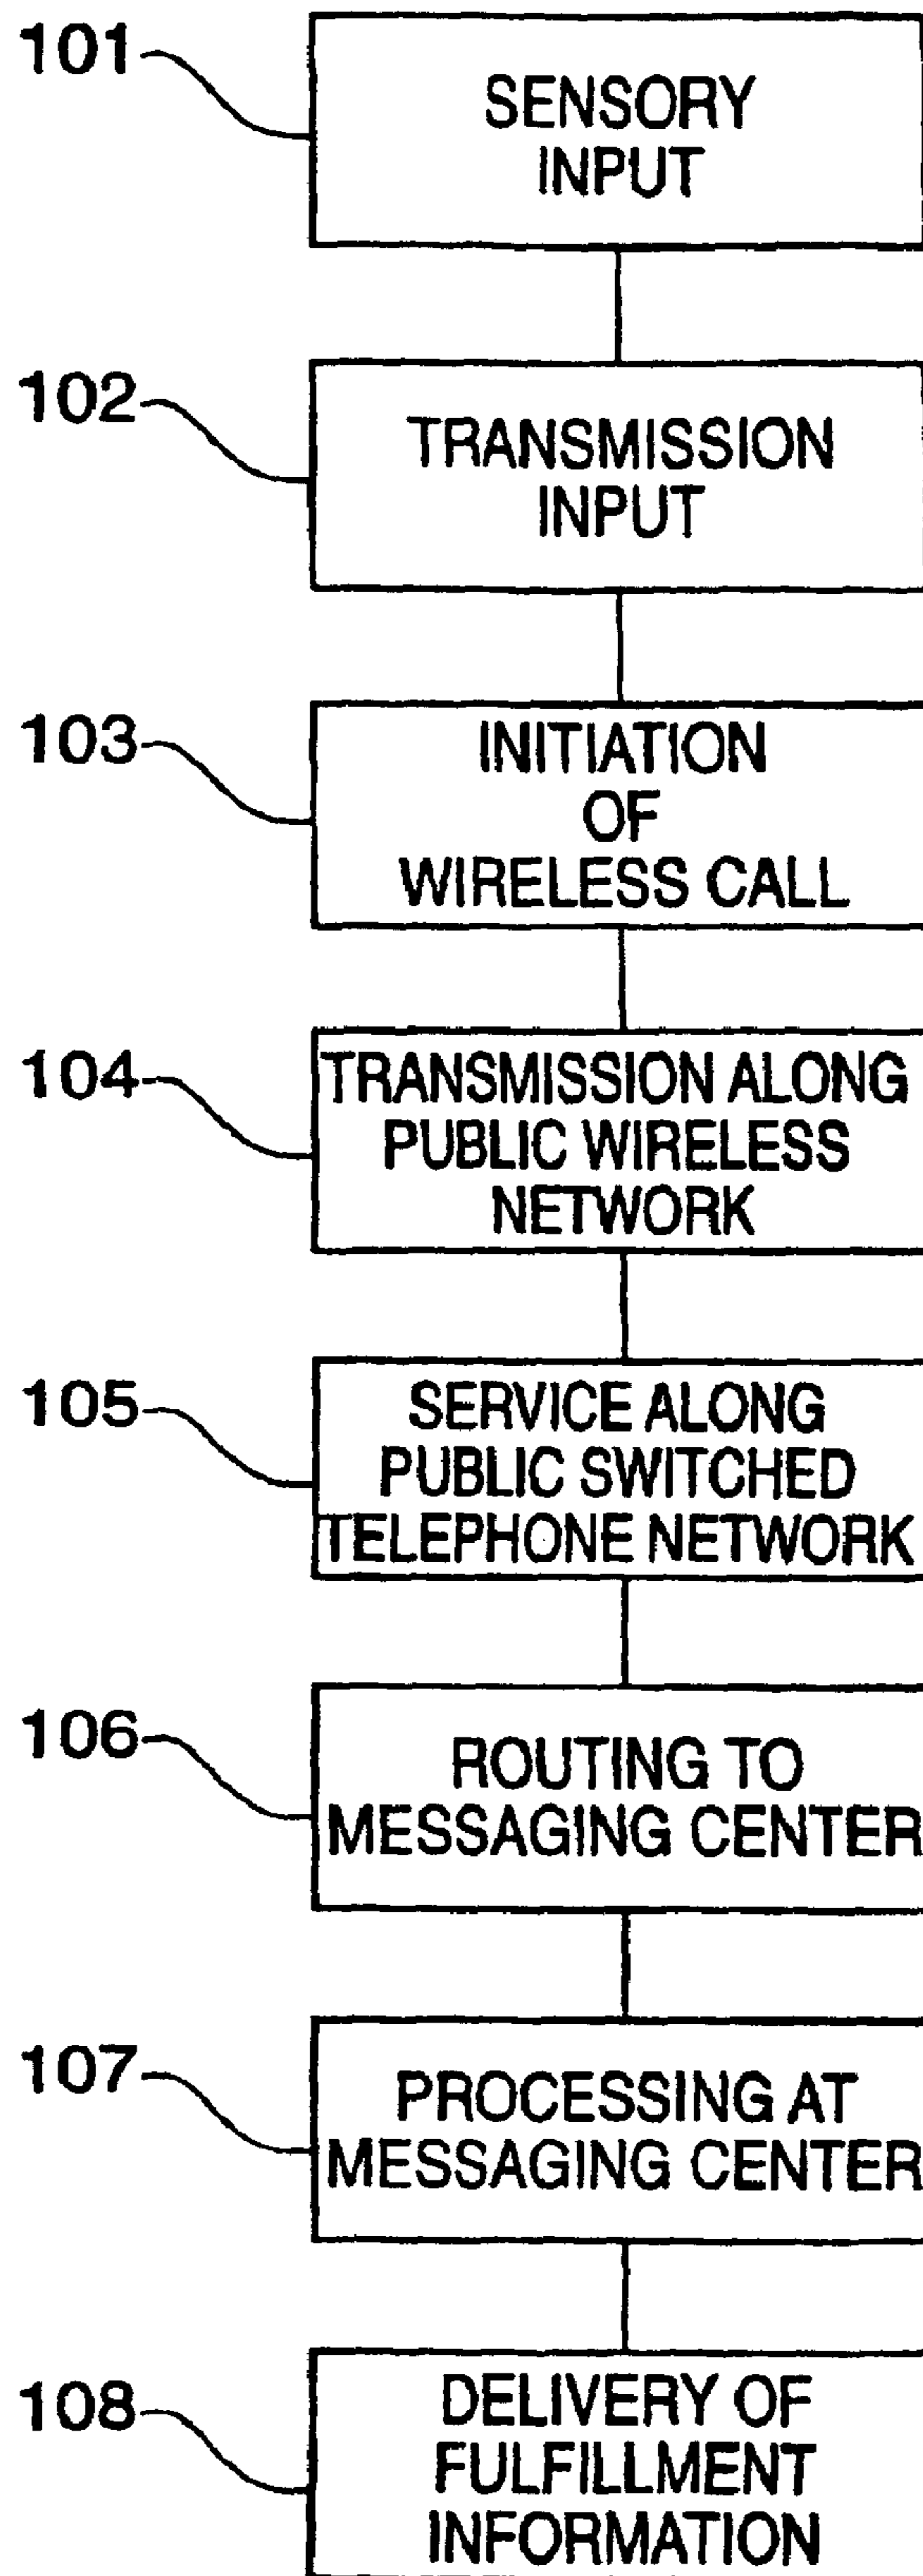 101
SENSORY
INPUT
102
TRANSMISSION
INPUT
103
INITIATION
OF
WIRELESS CALL
104
TRANSMISSION ALONG
PUBLIC WIRELESS
NETWORK
105
SERVICE ALONG
PUBLIC SWITCHED
TELEPHONE NETWORK
106
ROUTING TO
MESSAGING CENTER
107
PROCESSING AT
MESSAGING CENTER
108
DELIVERY OF
FULFILLMENT
INFORMATION